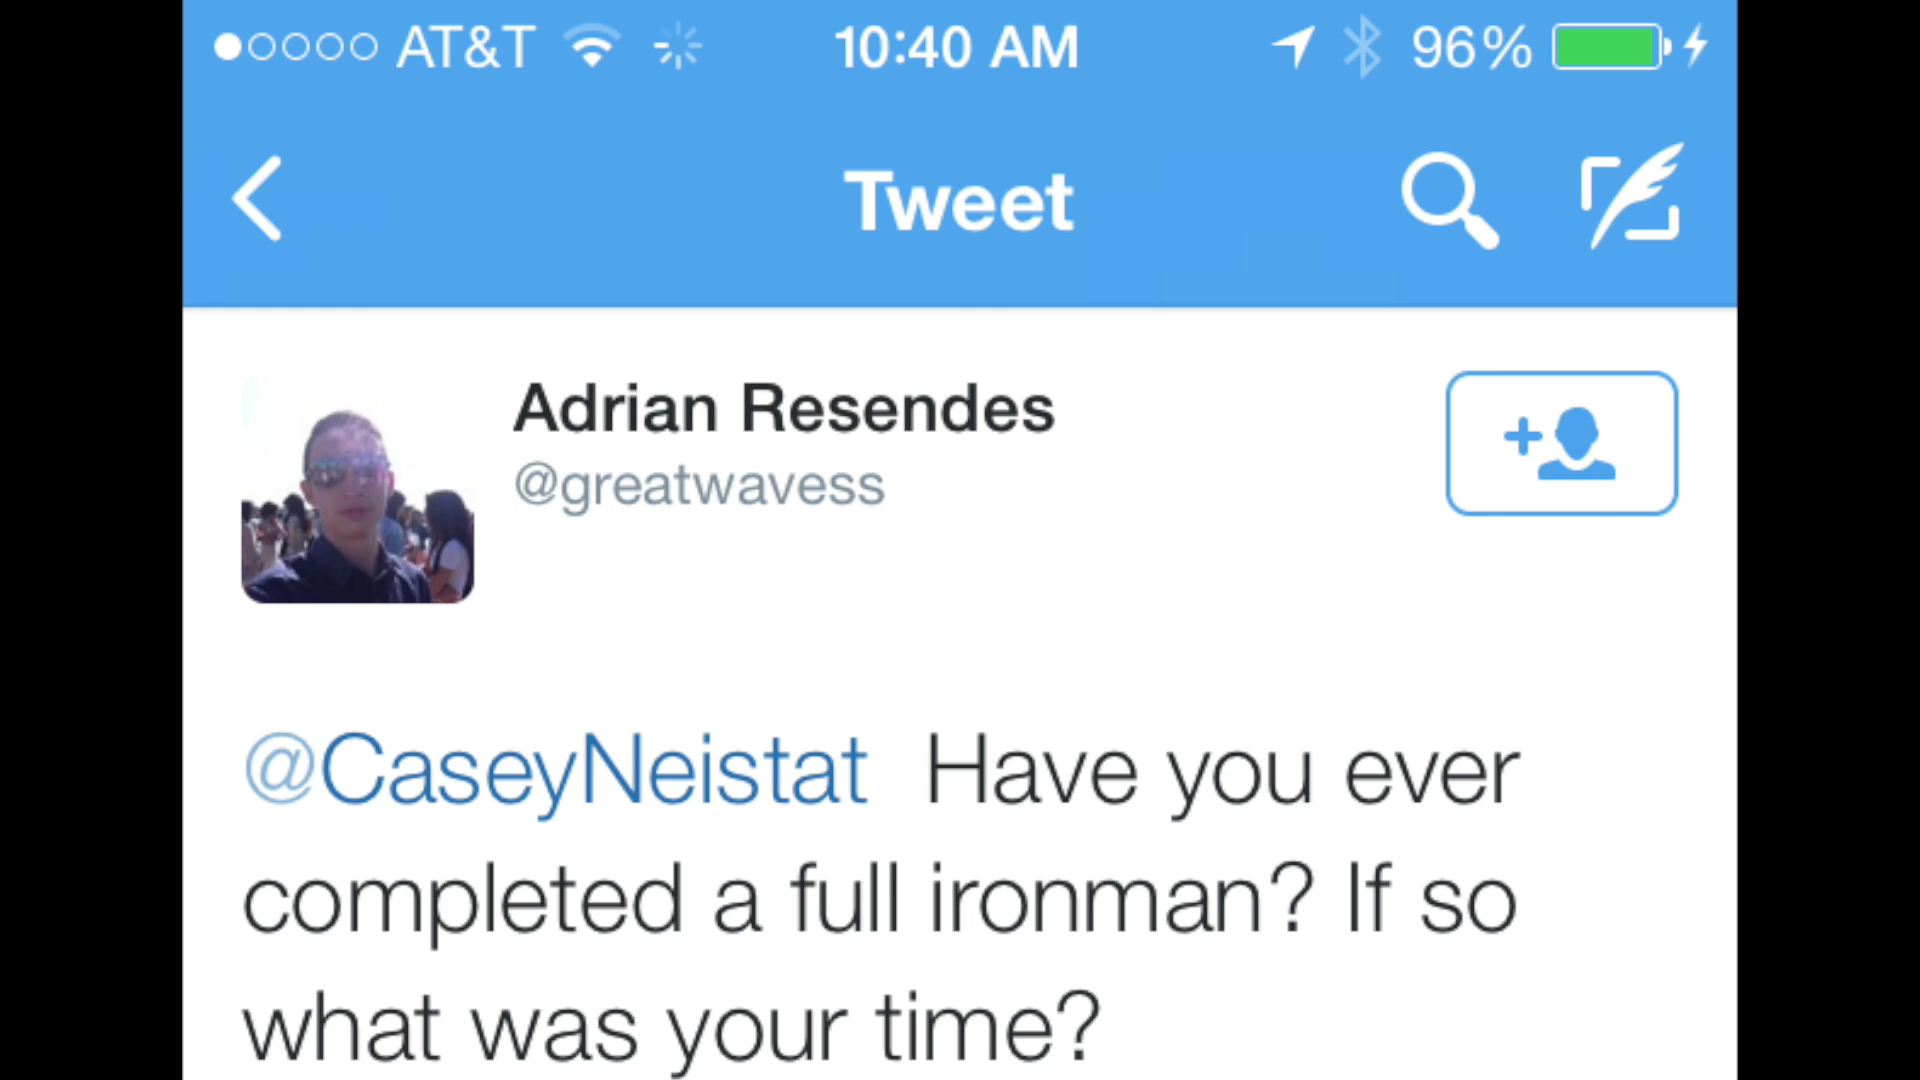 AT&T 10:40 AM 96%
Tweet
Adrian Resendes
@greatwavess
@CaseyNeistat Have you ever
completed a full ironman? If so
what was your time?